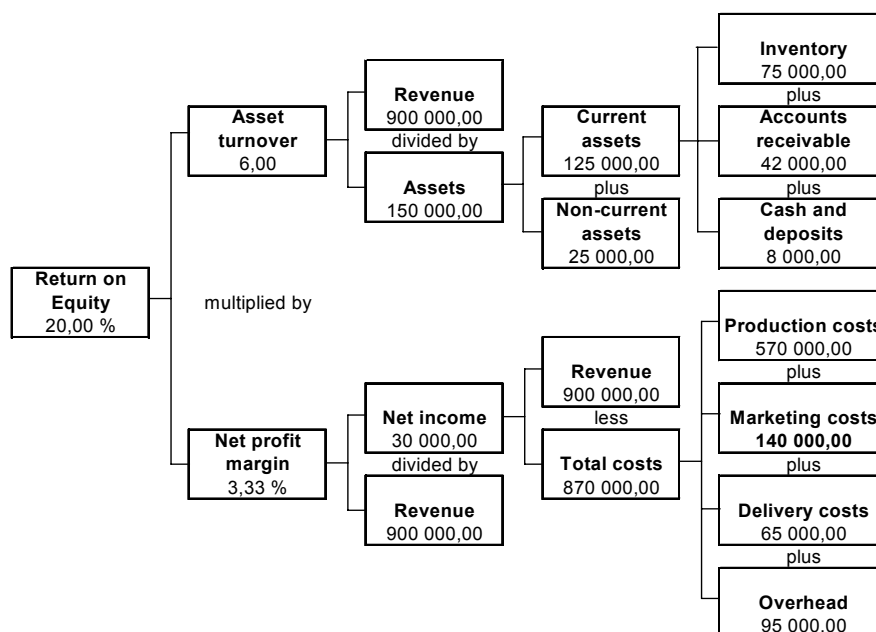 Return on
Equity
20,00 %
multiplied by
Asset
turnover
6,00
Net profit
margin
3,33 %
Revenue
900 000,00
divided by
Assets
150 000,00
Net income
30 000,00
divided by
Revenue
900 000,00
Current
assets
125 000,00
plus
Non-current
assets
25 000,00
Revenue
900 000,00
less
Total costs
870 000,00
Inventory
75 000,00
plus
Accounts
receivable
42 000,00
plus
Cash and
deposits
8 000,00
Production costs
570 000,00
plus
Marketing costs
140 000,00
plus
Delivery costs
65 000,00
plus
Overhead
95 000,00